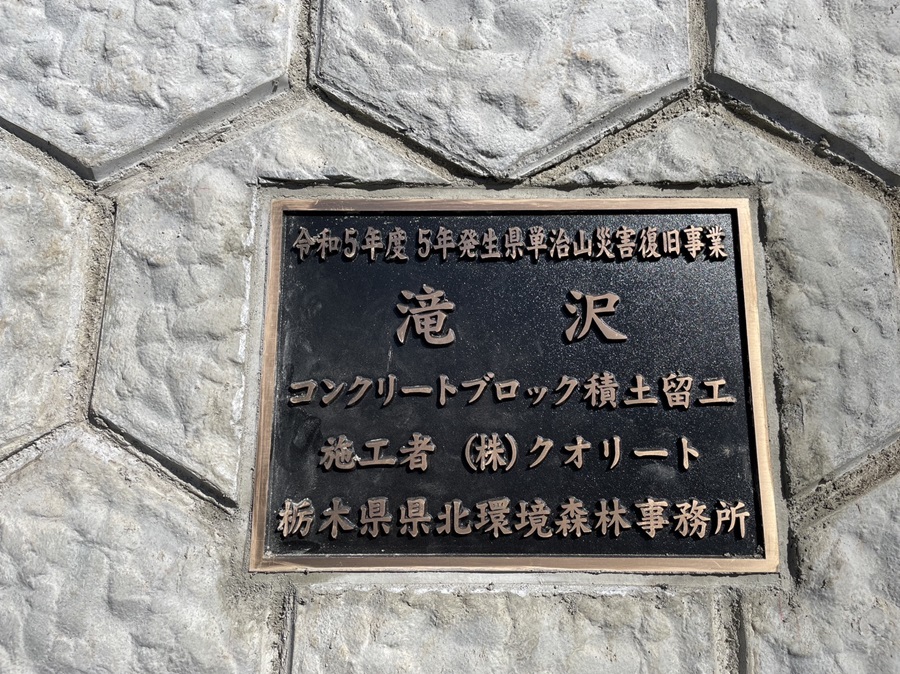 令和5年度 5年発生県単治山災害復旧事業
滝 沢
コンクリートブロック積土留工
施工者 (株)クオリート
栃木県県北環境森林事務所